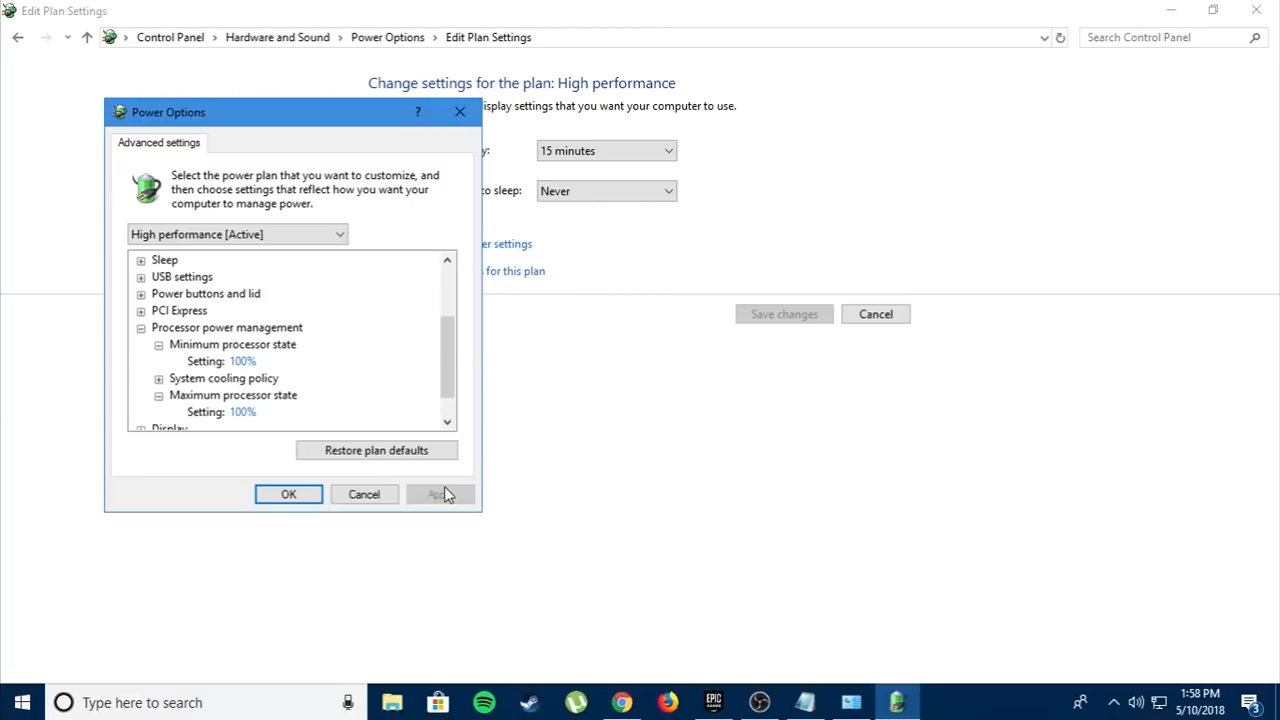 Edit Plan Settings
Control Panel > Hardware and Sound > Power Options > Edit Plan Settings
Search Control Panel
Change settings for the plan: High performance
isplay settings that you want your computer to use.
Power Options
Advanced settings
y:
15 minutes
Select the power plan that you want to customize, and
then choose settings that reflect how you want your
computer to manage power.
o sleep:
Never
High performance [Active]
er settings
Sleep
for this plan
USB settings
Power buttons and lid
PCI Express
Save changes
Cancel
Processor power management
Minimum processor state
Setting: 100%
System cooling policy
Maximum processor state
Setting: 100%
Display
Restore plan defaults
OK
Cancel
Type here to search
EPIC
GAMES
1:58 PM
5/10/2018
3